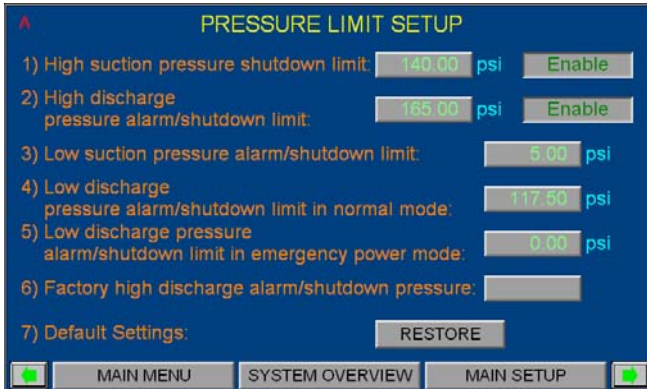 A
PRESSURE LIMIT SETUP
1) High suction pressure shutdown limit: 140.00 psi Enable
2) High discharge
pressure alarm/shutdown limit: 165.00 psi Enable
3) Low suction pressure alarm/shutdown limit: 5.00 psi
4) Low discharge
pressure alarm/shutdown limit in normal mode: 117.50 psi
5) Low discharge pressure
alarm/shutdown limit in emergency power mode: 0.00 psi
6) Factory high discharge alarm/shutdown pressure:
7) Default Settings: RESTORE
MAIN MENU SYSTEM OVERVIEW MAIN SETUP